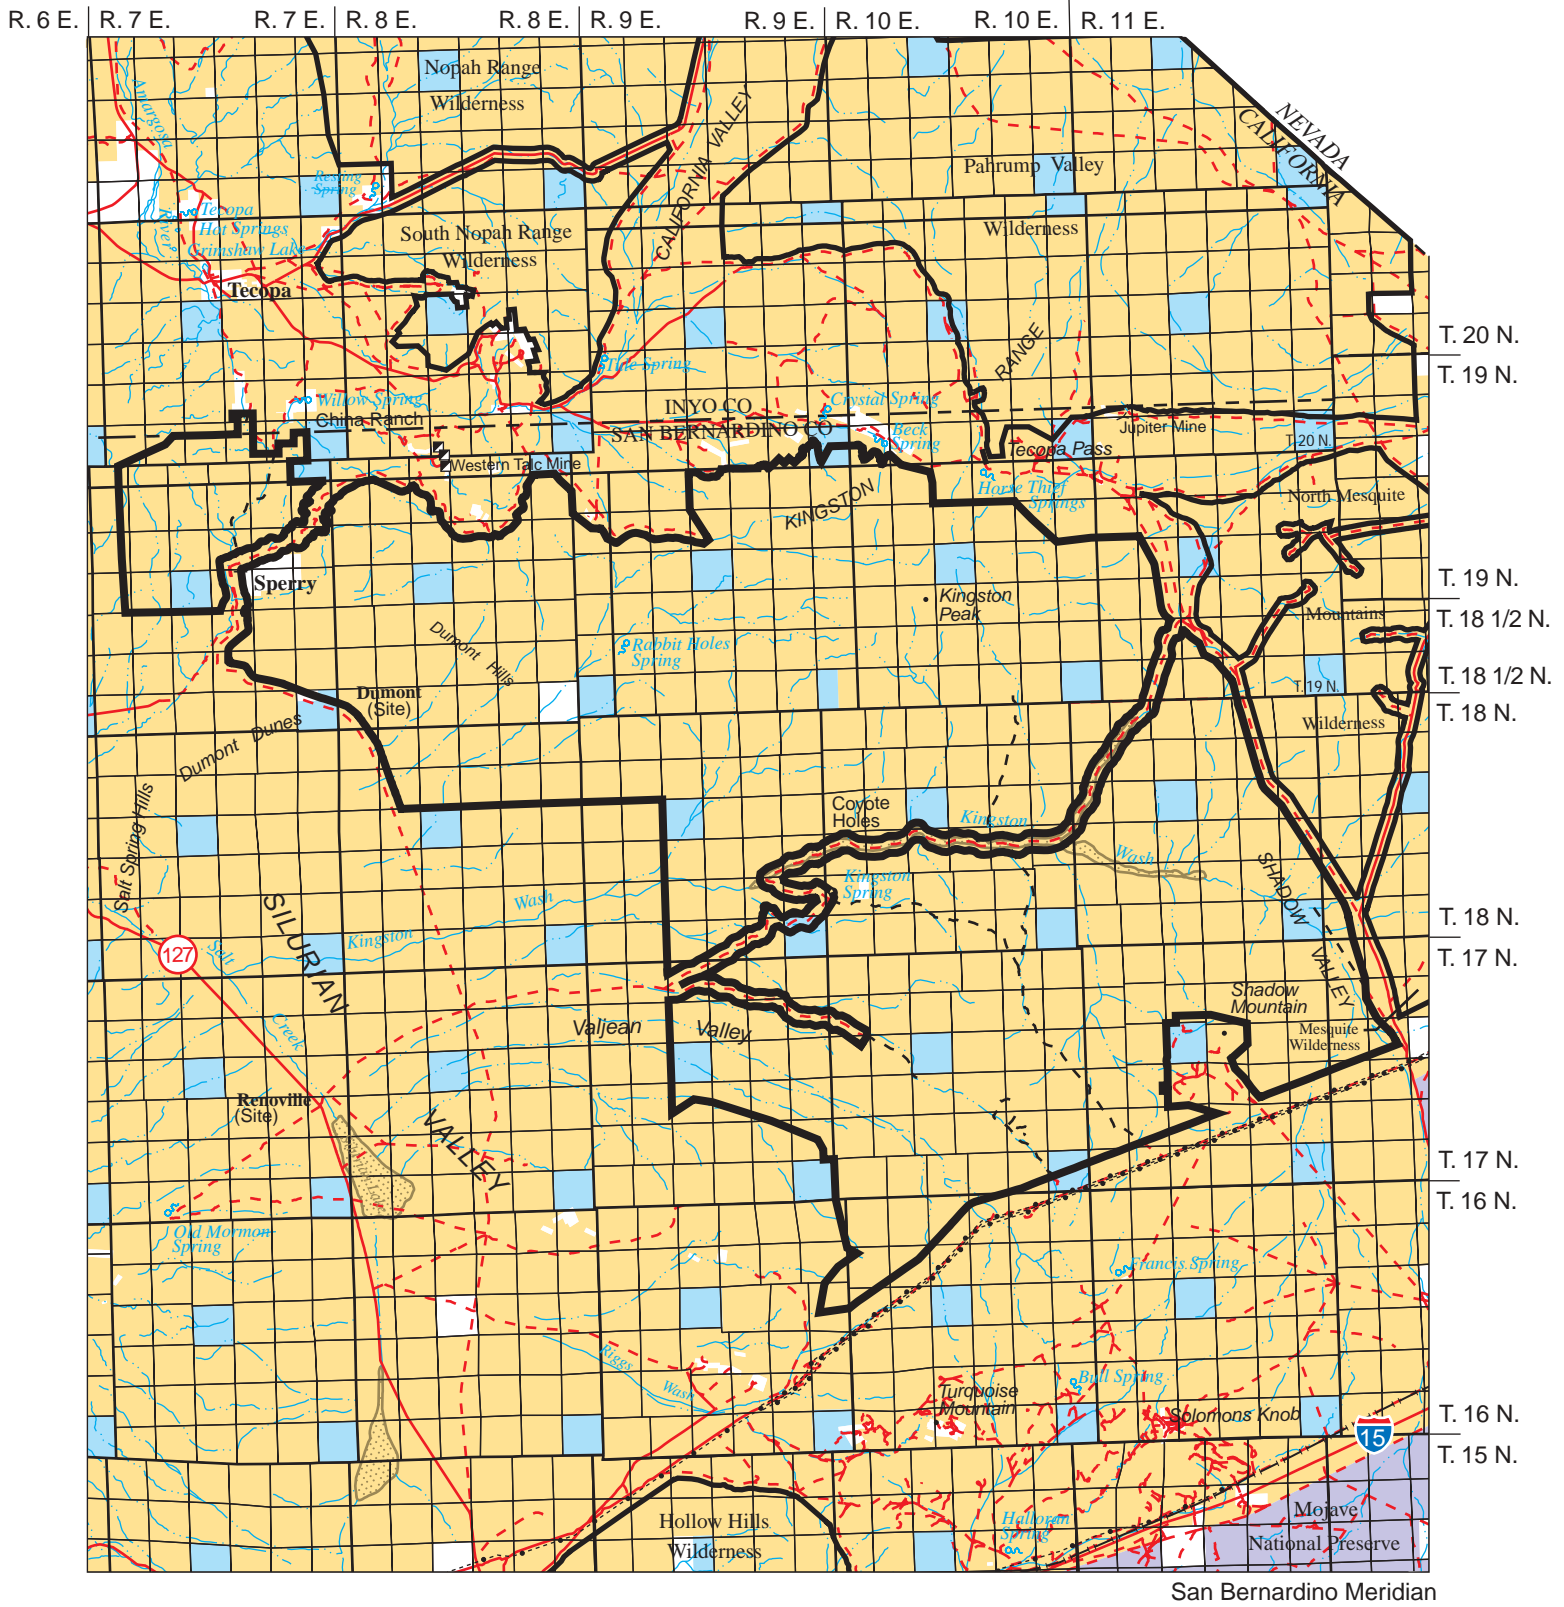 R. 6 E. R. 7 E. R. 7 E. R. 8 E. R. 8 E. R. 9 E. R. 9 E. R. 10 E. R. 10 E. R. 11 E.
Nopah Range
Wilderness
Amargosa
River
CALIFORNIA VALLEY
NEVADA
CALIFORNIA
Pahrump Valley
Wilderness
Resting
Spring
Tecopa
Hot Springs
Grimshaw Lake
Tecopa
South Nopah Range
Wilderness
T. 20 N.
T. 19 N.
RANGE
Tule Spring
Willow Spring
China Ranch
INYO CO
SAN BERNARDINO CO
Crystal Spring
Beck
Spring
Jupiter Mine
T. 20 N.
Tecopa Pass
Western Talc Mine
Horse Thief
Springs
North Mesquite
KINGSTON
Sperry
Kingston
Peak
T. 19 N.
Mountains
T. 18 1/2 N.
Dumont Hills
Rabbit Holes
Spring
T. 18 1/2 N.
T. 19 N.
Dumont
(Site)
T. 18 N.
Wilderness
Dumont Dunes
Salt Spring Hills
Coyote
Holes
Kingston
Wash
Kingston
Spring
SHADOW
VALLEY
Wash
Kingston
T. 18 N.
T. 17 N.
127
Salt
Creek
SILURIAN
VALLEY
Shadow
Mountain
Valjean Valley
Mesquite
Wilderness
Renoville
(Site)
T. 17 N.
T. 16 N.
Old Mormon
Spring
Francis Spring
Riggs
Wash
Bull Spring
Turquoise
Mountain
Solomons Knob
T. 16 N.
15
T. 15 N.
Hollow Hills
Wilderness
Halloran
Spring
Mojave
National Preserve
San Bernardino Meridian